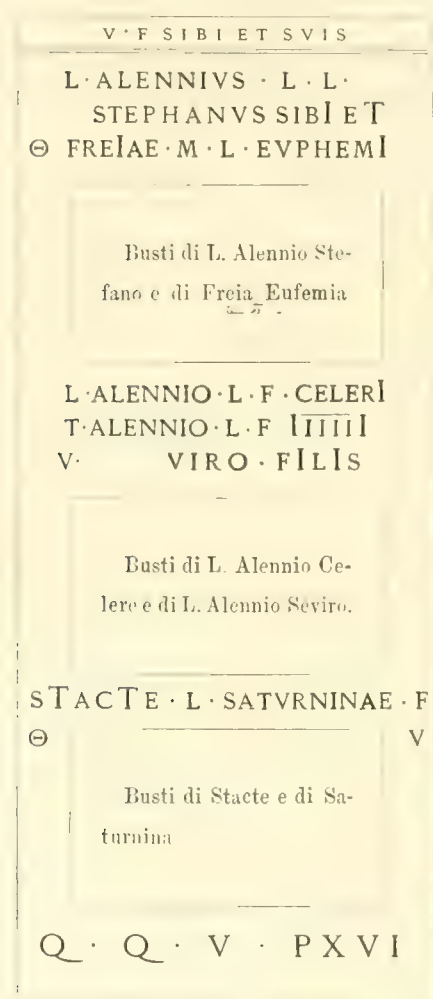 V · F SIBI ET SVIS
L · ALENNIVS · L · L ·
STEPHANVS SIBI ET
Θ FREIAE · M · L · EVPHEMI
Busti di L. Alennio Ste-
fano e di Freia Eufemia
L · ALENNIO · L · F · CELERI
T · ALENNIO · L · F IIIIII
V · VIRO · FILIS
Busti di L. Alennio Ce-
lere e di L. Alennio Seviro.
STACTE · L · SATVRNINAE · F
Θ V
Busti di Stacte e di Sa-
turnina
Q · Q · V · PXVI